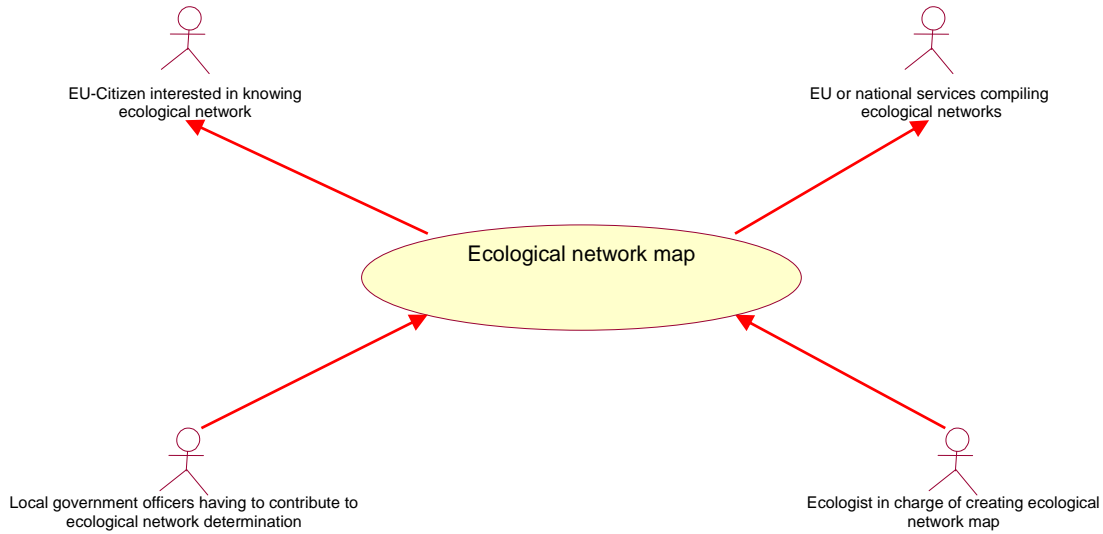 EU-Citizen interested in knowing
ecological network
EU or national services compiling
ecological networks
Ecological network map
Local government officers having to contribute to
ecological network determination
Ecologist in charge of creating ecological
network map